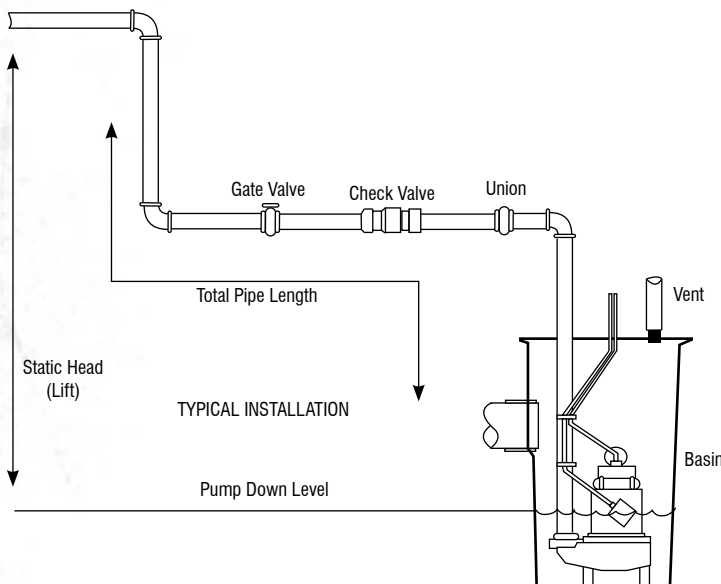 Gate Valve
Check Valve
Union
Total Pipe Length
Vent
Static Head
(Lift)
TYPICAL INSTALLATION
Basin
Pump Down Level